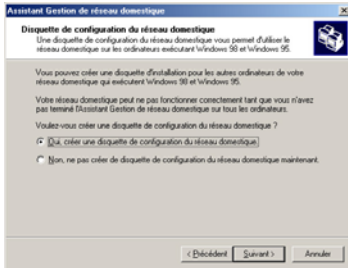 Assistant Gestion de réseau domestique
Disquette de configuration du réseau domestique
Une disquette de configuration du réseau domestique vous permet d'utiliser le
réseau domestique sur les ordinateurs exécutant Windows 98 et Windows 95.
Vous pouvez créer une disquette d'installation pour les autres ordinateurs de votre
réseau domestique qui exécutent Windows 98 et Windows 95.
Votre réseau domestique peut ne pas fonctionner correctement tant que vous n'avez
pas terminé l'Assistant Gestion de réseau domestique sur tous les ordinateurs.
Voulez-vous créer une disquette de configuration du réseau domestique ?
Oui, créer une disquette de configuration du réseau domestique.
Non, ne pas créer de disquette de configuration du réseau domestique maintenant.
< Précédent Suivant > Annuler